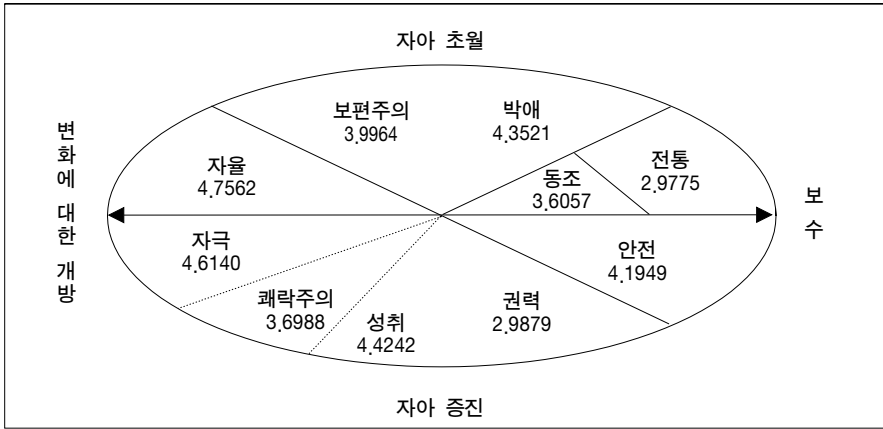 자아 초월
보편주의
3.9964
박애
4.3521
변화에 대한 개방
자율
4.7562
동조
3.6057
전통
2.9775
보수
자극
4.6140
안전
4.1949
쾌락주의
3.6988
성취
4.4242
권력
2.9879
자아 증진